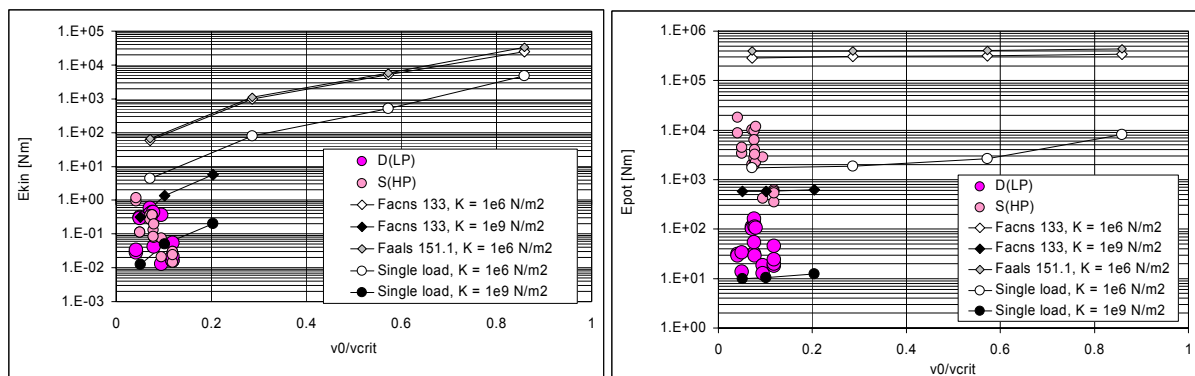 1.E+05
1.E+04
1.E+03
1.E+02
1.E+01
1.E+00
1.E-01
1.E-02
1.E-03
Ekin [Nm]
0
0.2
0.4
0.6
0.8
1
v0/vcrit
D(LP)
S(HP)
Facns 133, K = 1e6 N/m2
Facns 133, K = 1e9 N/m2
Faals 151.1, K = 1e6 N/m2
Single load, K = 1e6 N/m2
Single load, K = 1e9 N/m2
1.E+06
1.E+05
1.E+04
1.E+03
1.E+02
1.E+01
1.E+00
Epot [Nm]
0
0.2
0.4
0.6
0.8
1
v0/vcrit
D(LP)
S(HP)
Facns 133, K = 1e6 N/m2
Facns 133, K = 1e9 N/m2
Faals 151.1, K = 1e6 N/m2
Single load, K = 1e6 N/m2
Single load, K = 1e9 N/m2